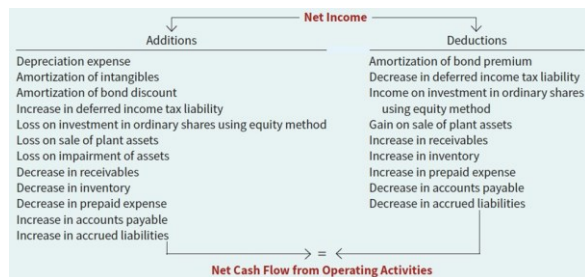 Net Income
Additions
Depreciation expense
Amortization of intangibles
Amortization of bond discount
Increase in deferred income tax liability
Loss on investment in ordinary shares using equity method
Loss on sale of plant assets
Loss on impairment of assets
Decrease in receivables
Decrease in inventory
Decrease in prepaid expense
Increase in accounts payable
Increase in accrued liabilities
Deductions
Amortization of bond premium
Decrease in deferred income tax liability
Income on investment in ordinary shares
using equity method
Gain on sale of plant assets
Increase in receivables
Increase in inventory
Increase in prepaid expense
Decrease in accounts payable
Decrease in accrued liabilities
=
Net Cash Flow from Operating Activities